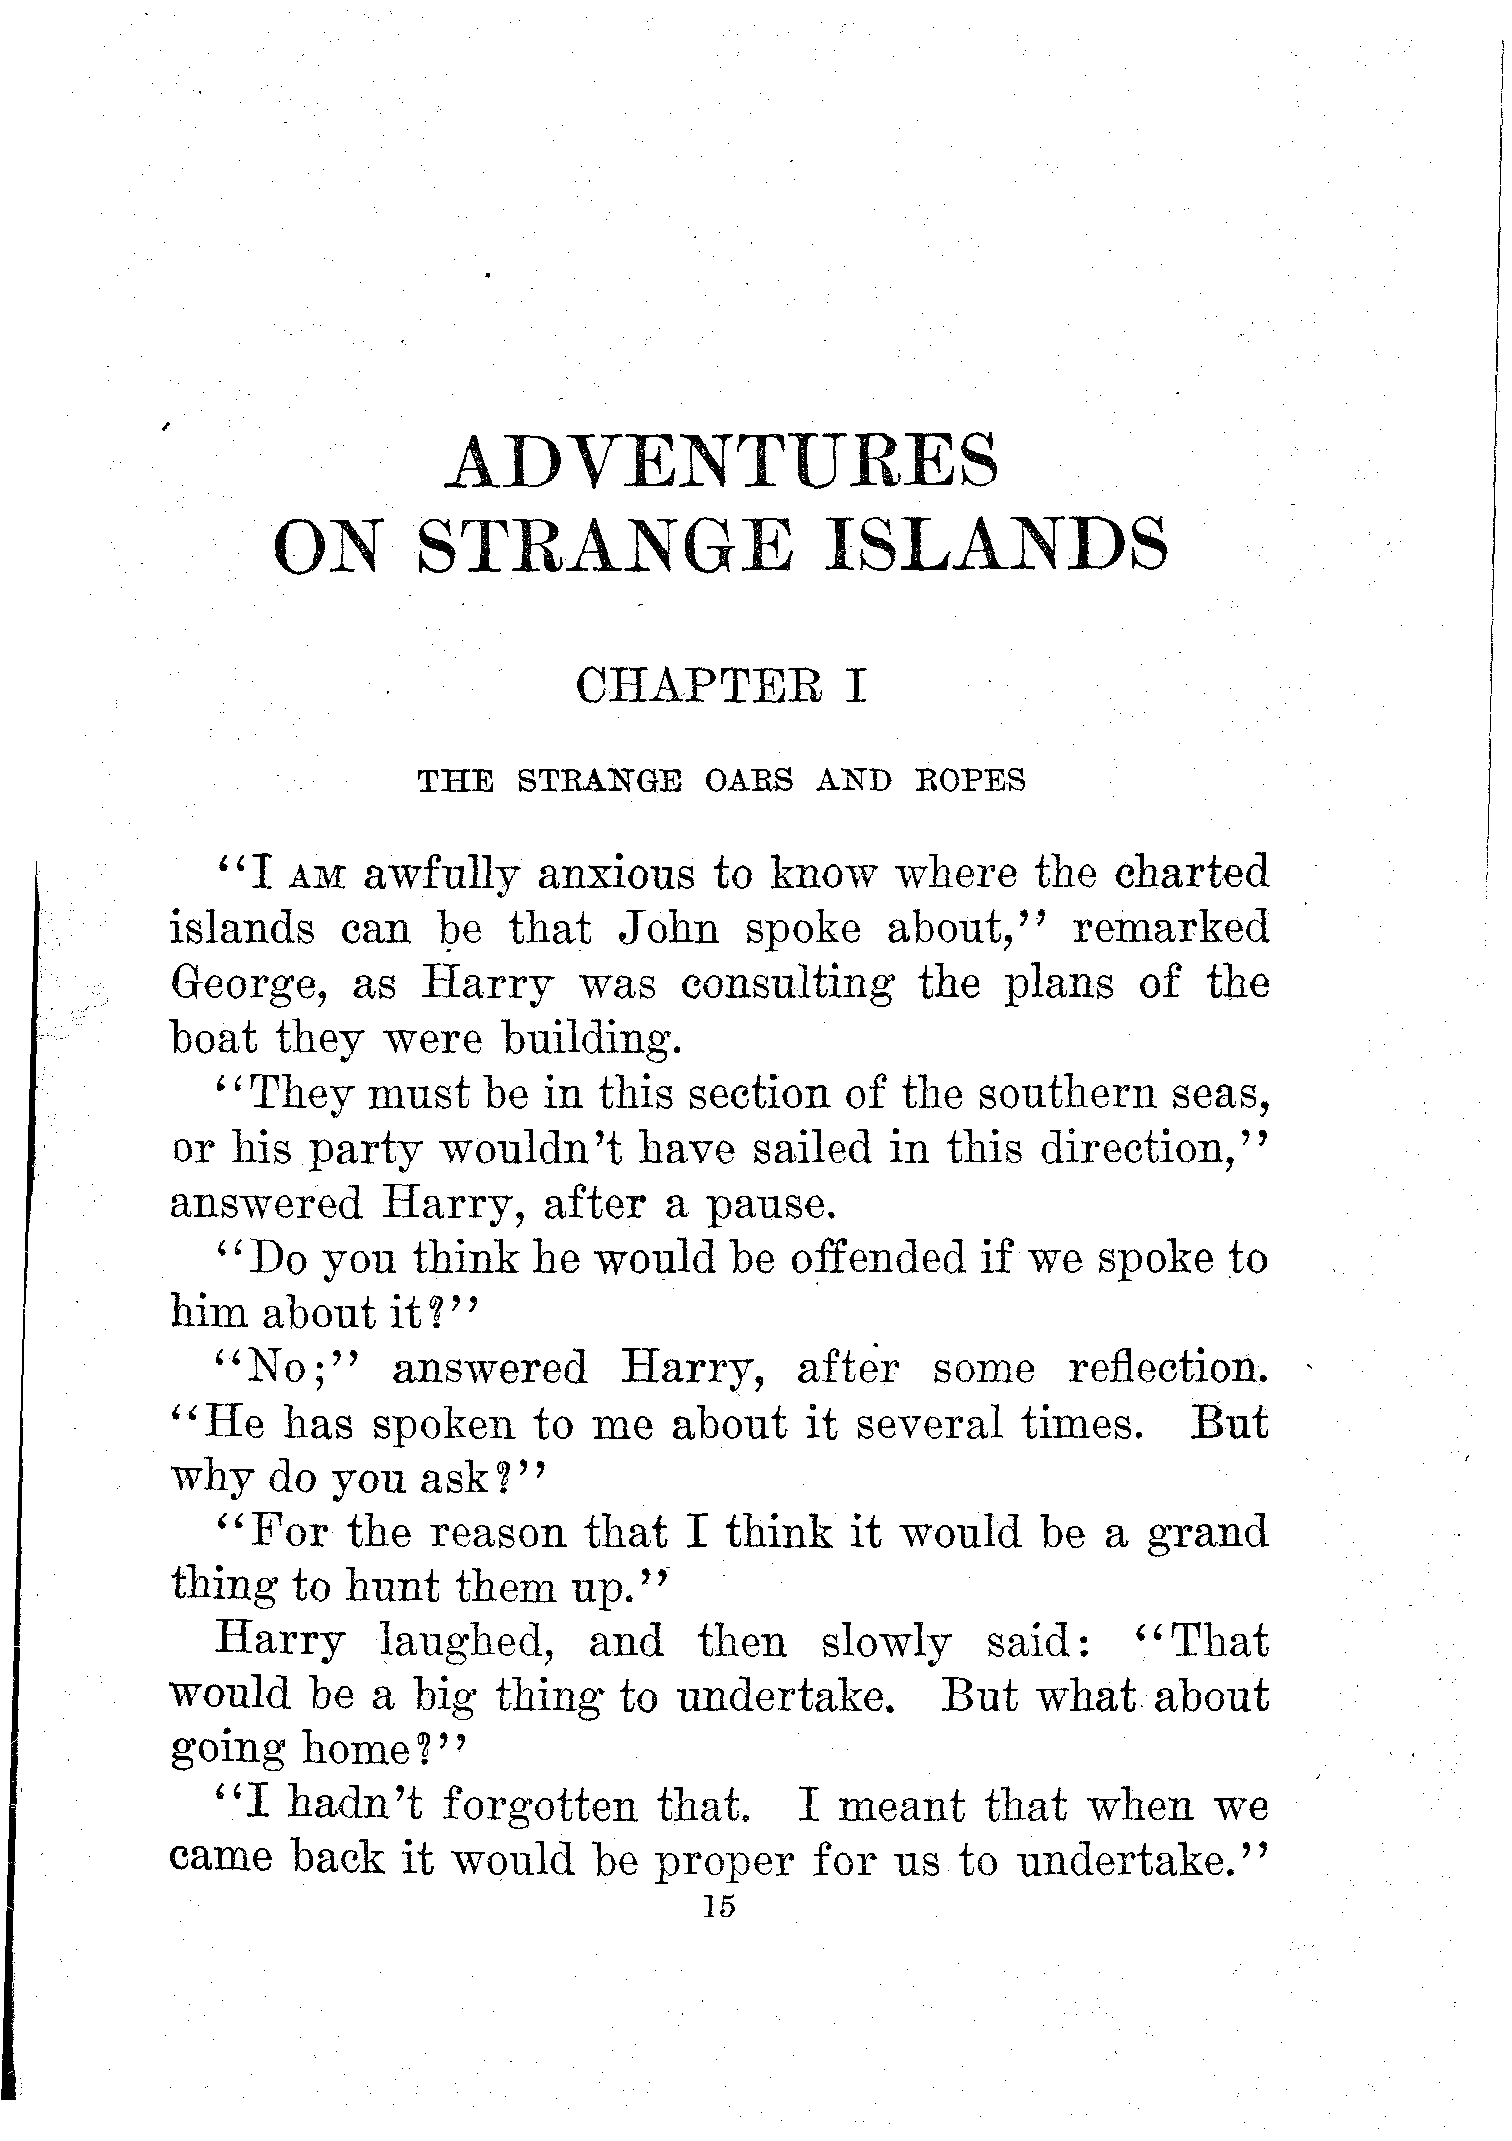 ADVENTURES
ON STRANGE ISLANDS
CHAPTER I
THE STRANGE OARS AND ROPES
"I AM awfully anxious to know where the charted
islands can be that John spoke about," remarked
George, as Harry was consulting the plans of the
boat they were building.
"They must be in this section of the southern seas,
or his party wouldn't have sailed in this direction,"
answered Harry, after a pause.
"Do you think he would be offended if we spoke to
him about it?"
"No;" answered Harry, after some reflection.
"He has spoken to me about it several times. But
why do you ask?"
"For the reason that I think it would be a grand
thing to hunt them up."
Harry laughed, and then slowly said: "That
would be a big thing to undertake. But what about
going home?"
"I hadn't forgotten that. I meant that when we
came back it would be proper for us to undertake."
15